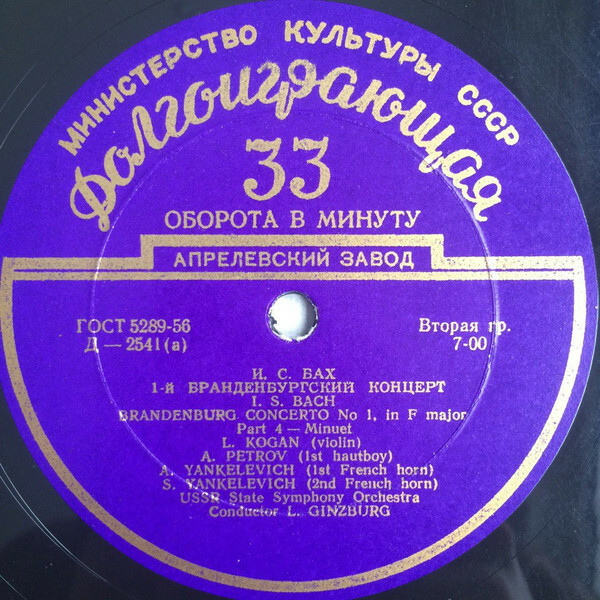 МИНИСТЕРСТВО КУЛЬТУРЫ СССР
Долгоиграющая
33
ОБОРОТА В МИНУТУ
АПРЕЛЕВСКИЙ ЗАВОД
ГОСТ 5289-56
Вторая гр.
Д — 2541 (а)
7-00
И. С. БАХ
1-й БРАНДЕНБУРГСКИЙ КОНЦЕРТ
I. S. BACH
BRANDENBURG CONCERTO No 1, in F major
Part 4 — Minuet
L. KOGAN (violin)
A. PETROV (1st hautboy)
A. YANKELEVICH (1st French horn)
S. YANKELEVICH (2nd French horn)
USSR State Symphony Orchestra
Conductor L. GINZBURG